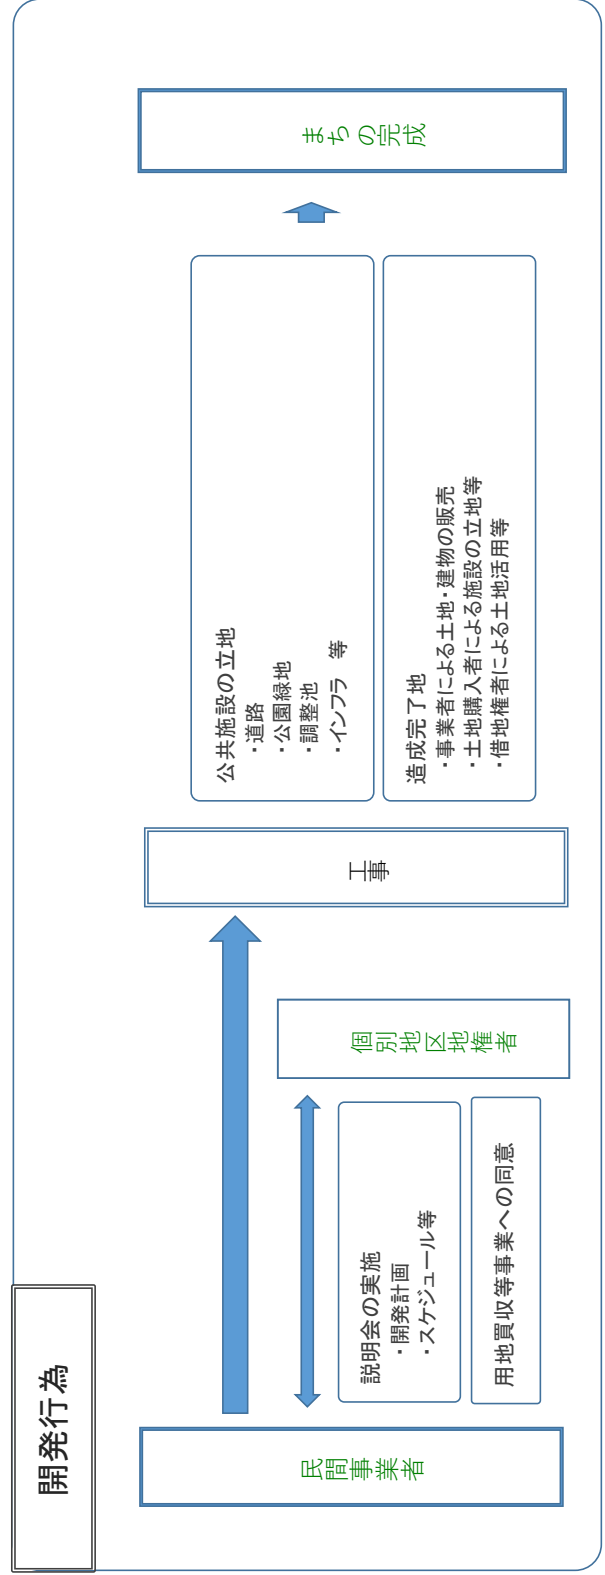 開発行為
民間事業者
説明会の実施
・開発計画
・スケジュール等
用地買収等事業への同意
個別地区地権者
工事
公共施設の立地
・道路
・公園緑地
・調整池
・インフラ　等
造成完了地
・事業者による土地・建物の販売
・土地購入者による施設の立地等
・借地権者による土地活用等
まちの完成